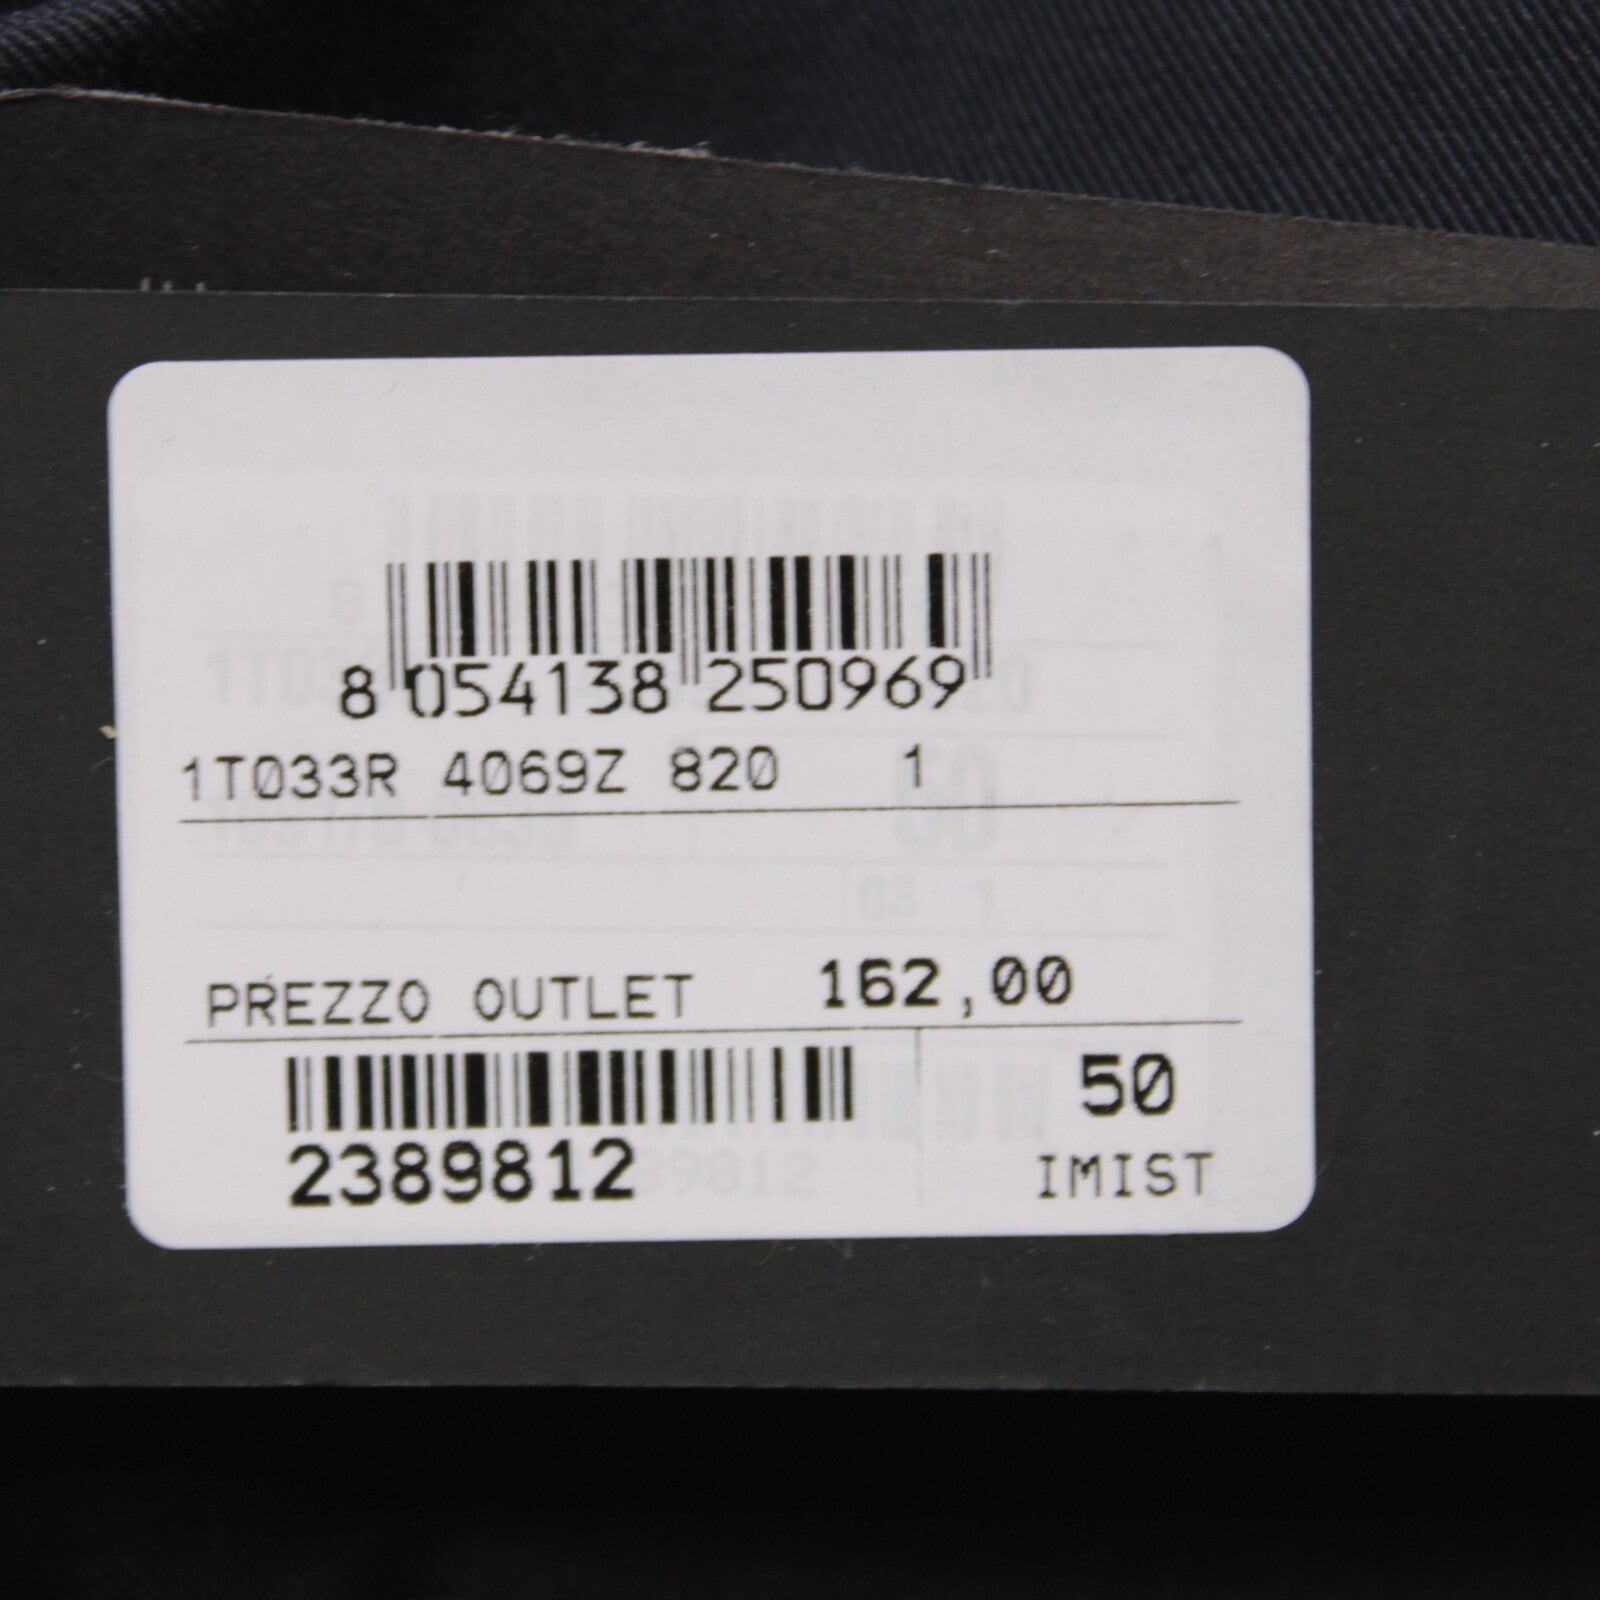 8 054138 250969
1T033R 4069Z 820 1
PREZZO OUTLET 162,00
50
2389812
IMIST